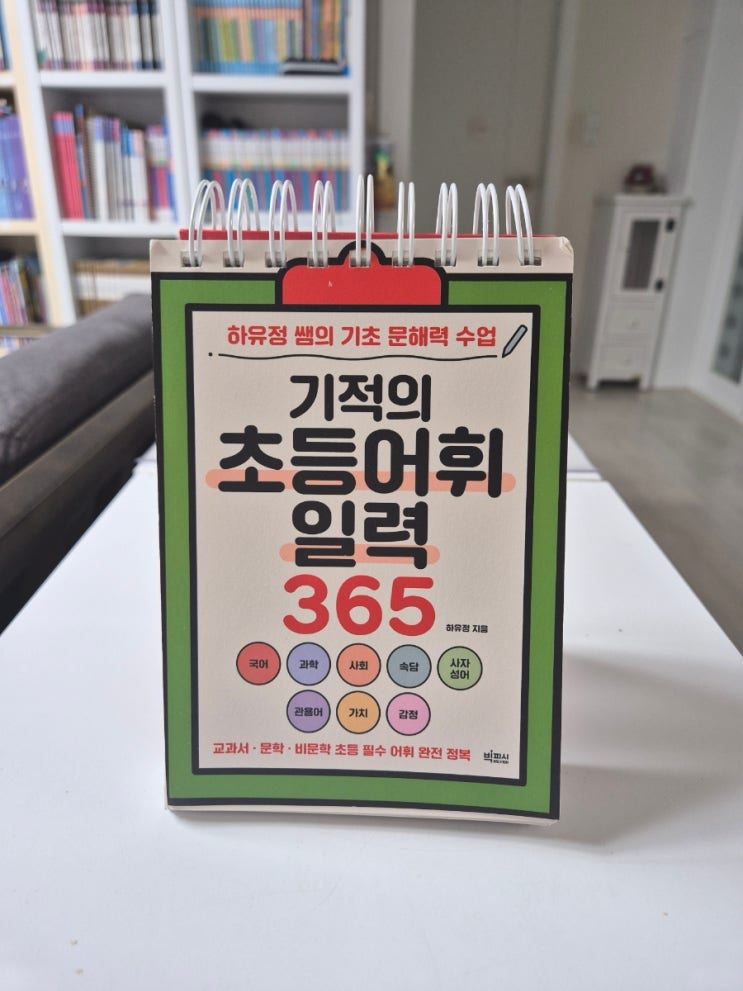 하유정 쌤의 기초 문해력 수업
기적의
초등어휘
일력
365
하유정 지음
국어 과학 사회 속담 사자
성어
관용어 가치 감정
교과서 · 문학 · 비문학 초등 필수 어휘 완전 정복
빅피시